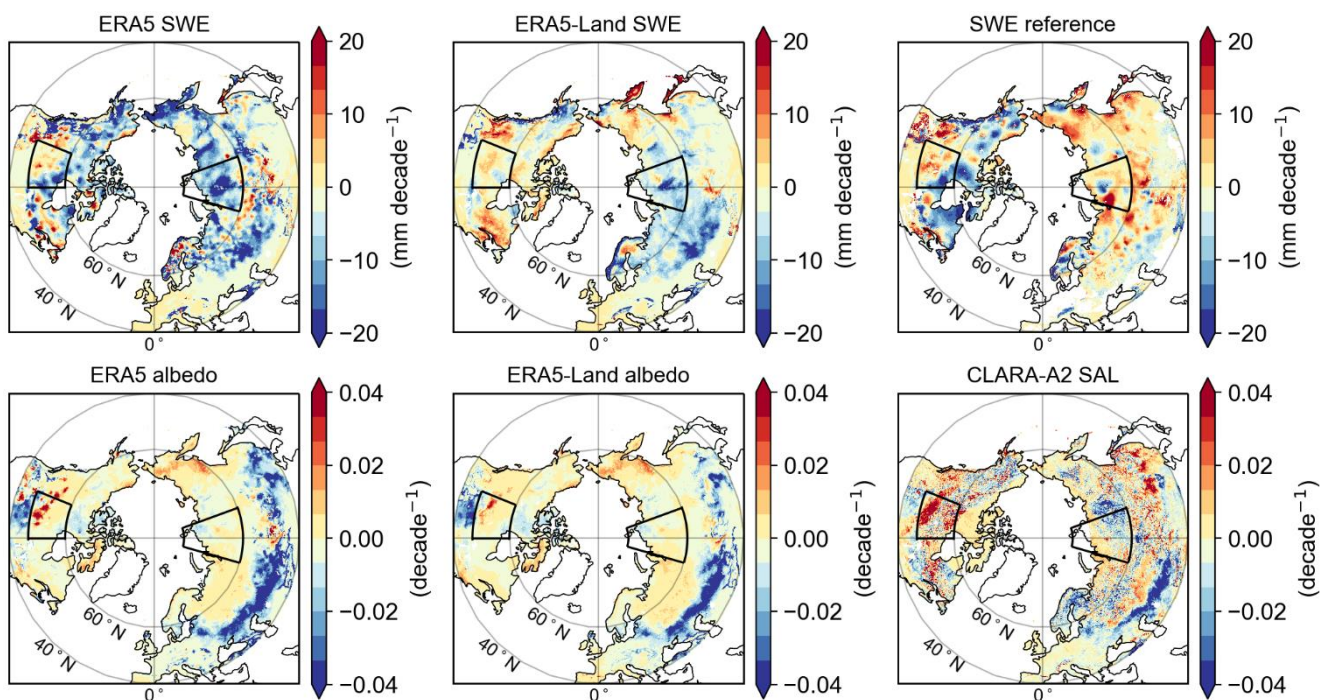 ERA5 SWE
ERA5-Land SWE
SWE reference
20
10
0
−10
−20
(mm decade⁻¹)
60°N
40°N
0°
20
10
0
−10
−20
(mm decade⁻¹)
60°N
40°N
0°
20
10
0
−10
−20
(mm decade⁻¹)
60°N
40°N
0°
ERA5 albedo
ERA5-Land albedo
CLARA-A2 SAL
0.04
0.02
0.00
−0.02
−0.04
(decade⁻¹)
60°N
40°N
0°
0.04
0.02
0.00
−0.02
−0.04
(decade⁻¹)
60°N
40°N
0°
0.04
0.02
0.00
−0.02
−0.04
(decade⁻¹)
60°N
40°N
0°